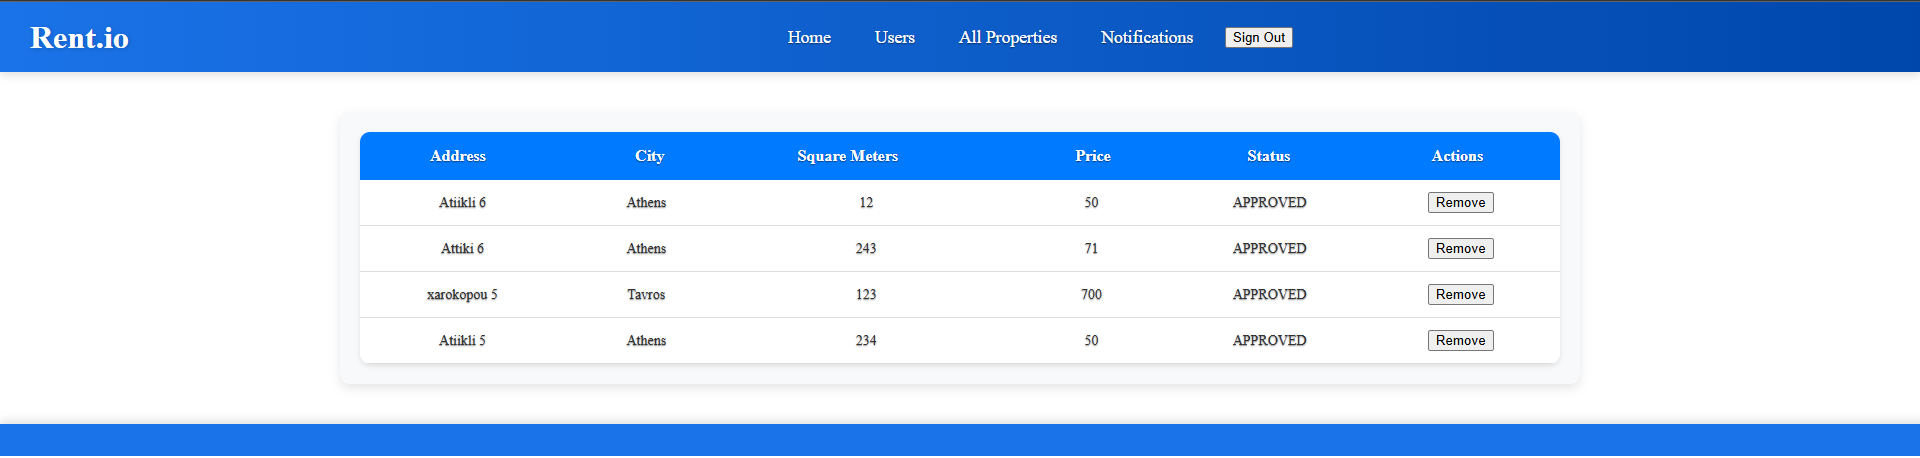 Rent.io Home Users All Properties Notifications Sign Out
Address City Square Meters Price Status Actions
Atiikli 6 Athens 12 50 APPROVED Remove
Attiki 6 Athens 243 71 APPROVED Remove
xarokopou 5 Tavros 123 700 APPROVED Remove
Atiikli 5 Athens 234 50 APPROVED Remove